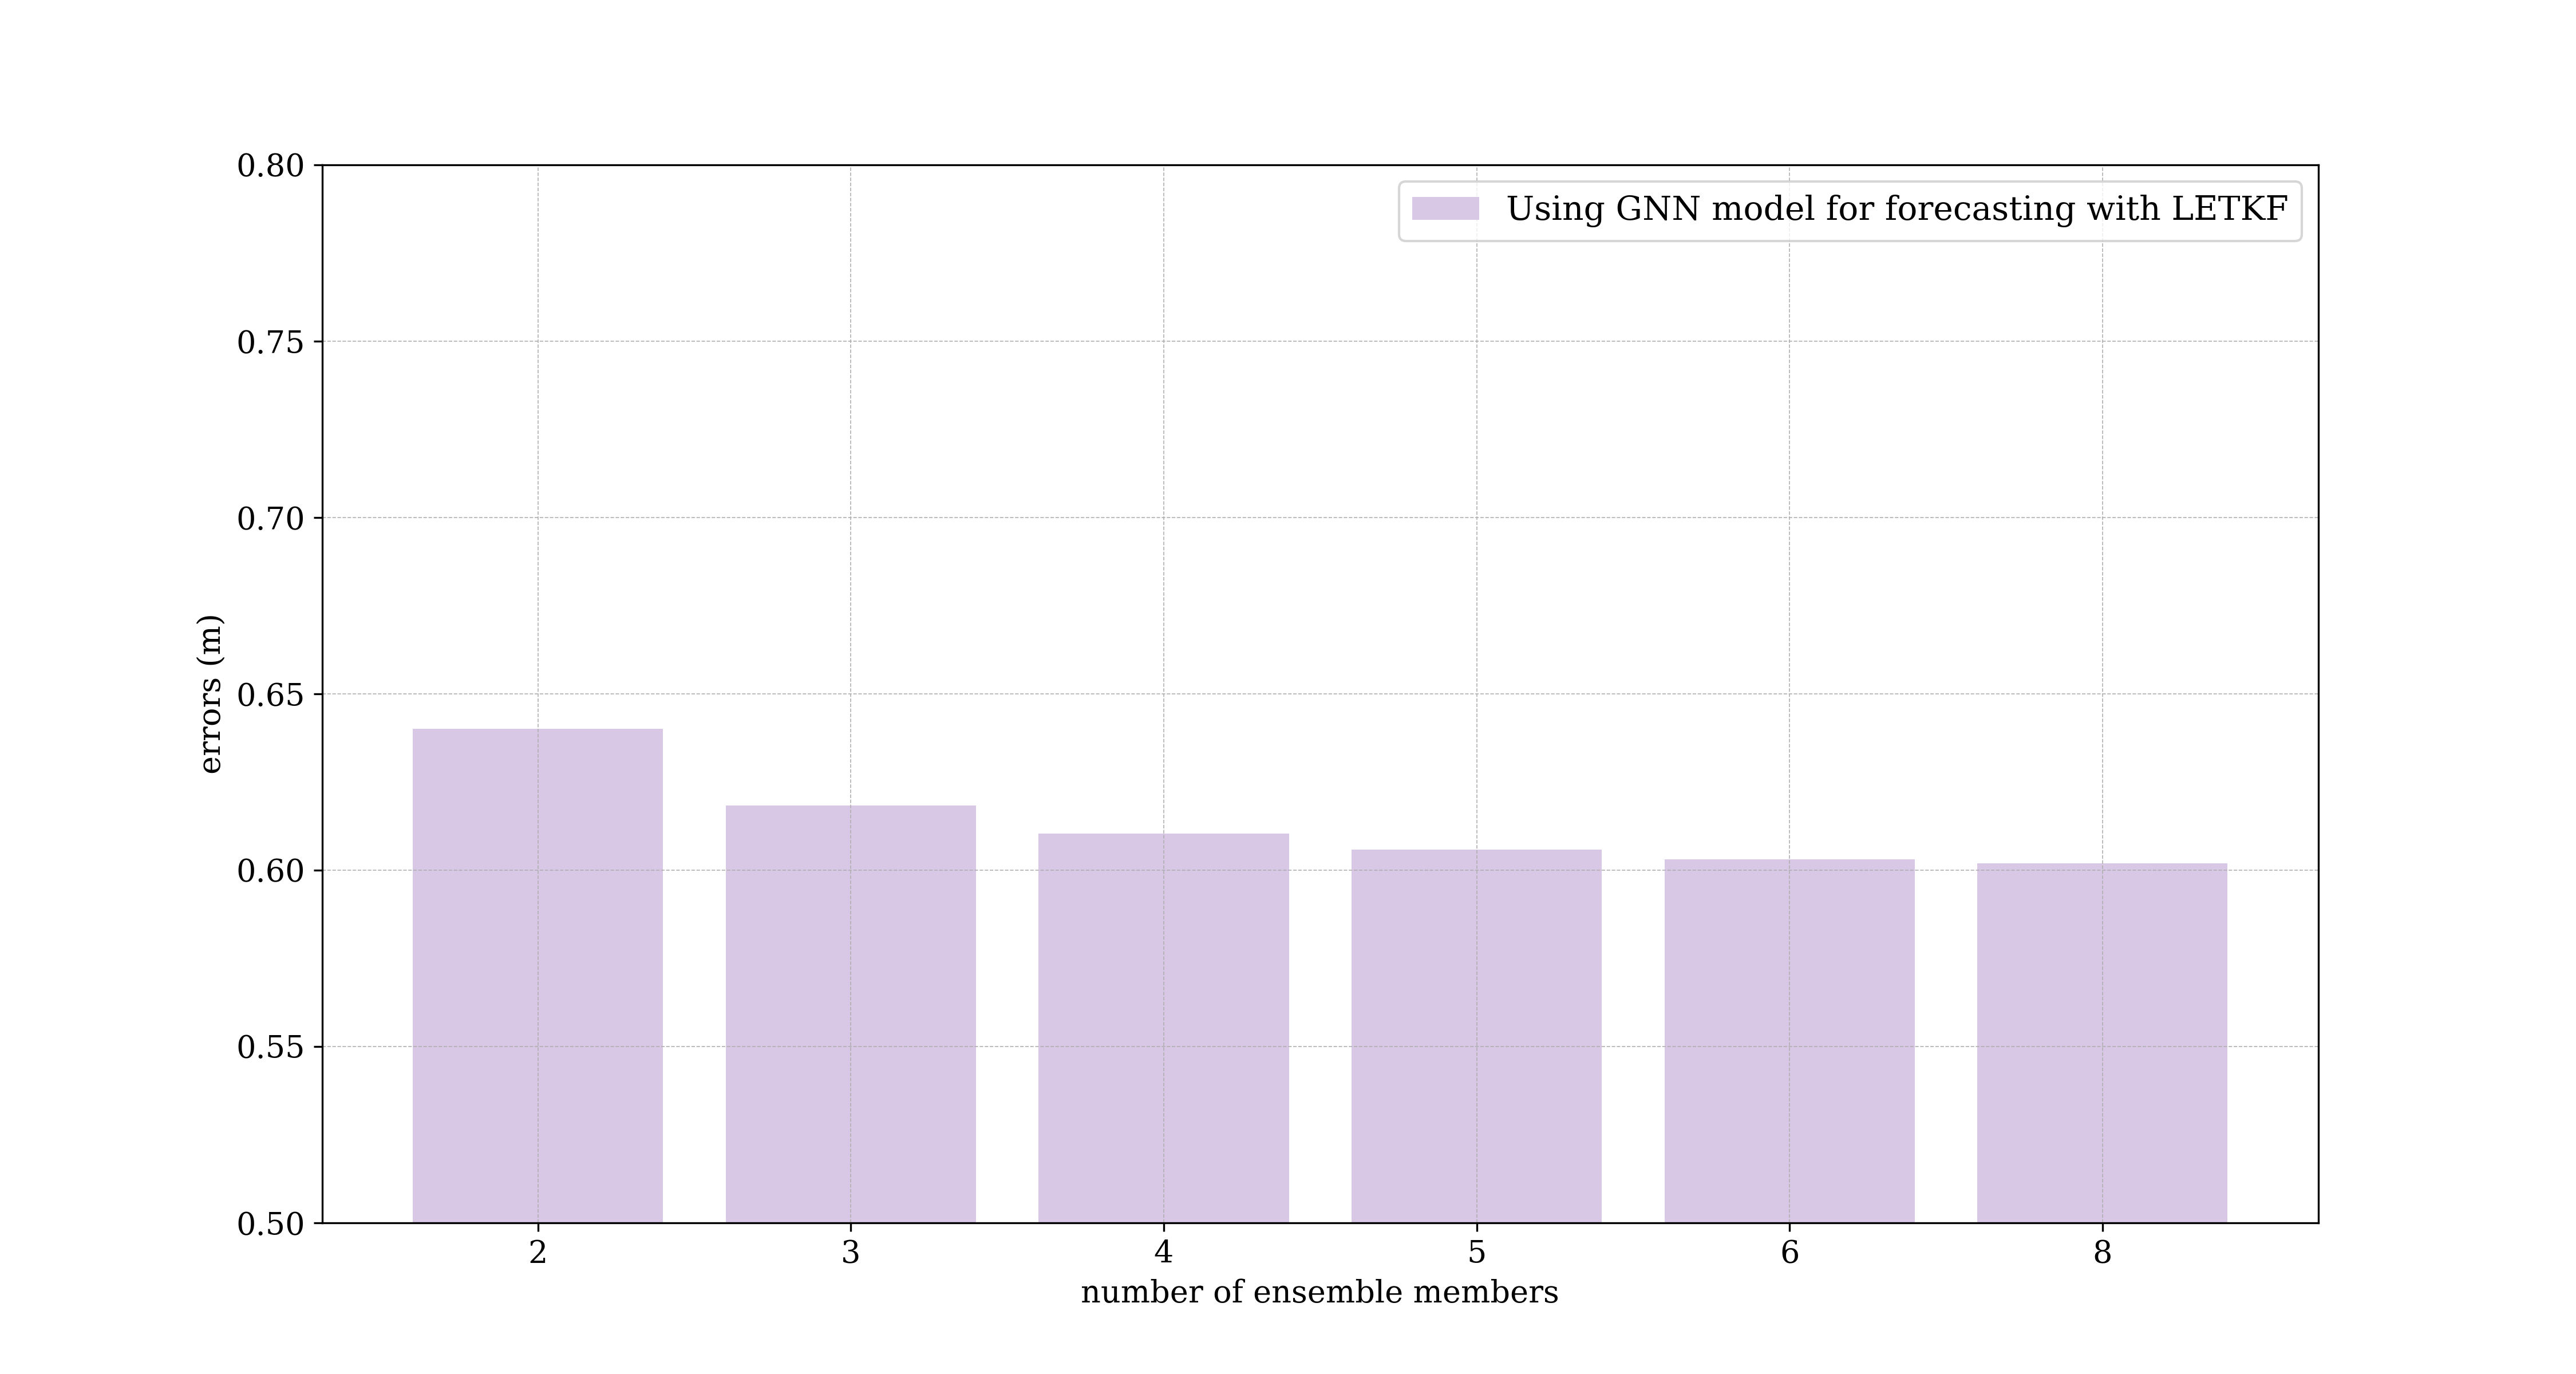 Using GNN model for forecasting with LETKF
0.80
0.75
0.70
0.65
0.60
0.55
0.50
errors (m)
2 3 4 5 6 8
number of ensemble members